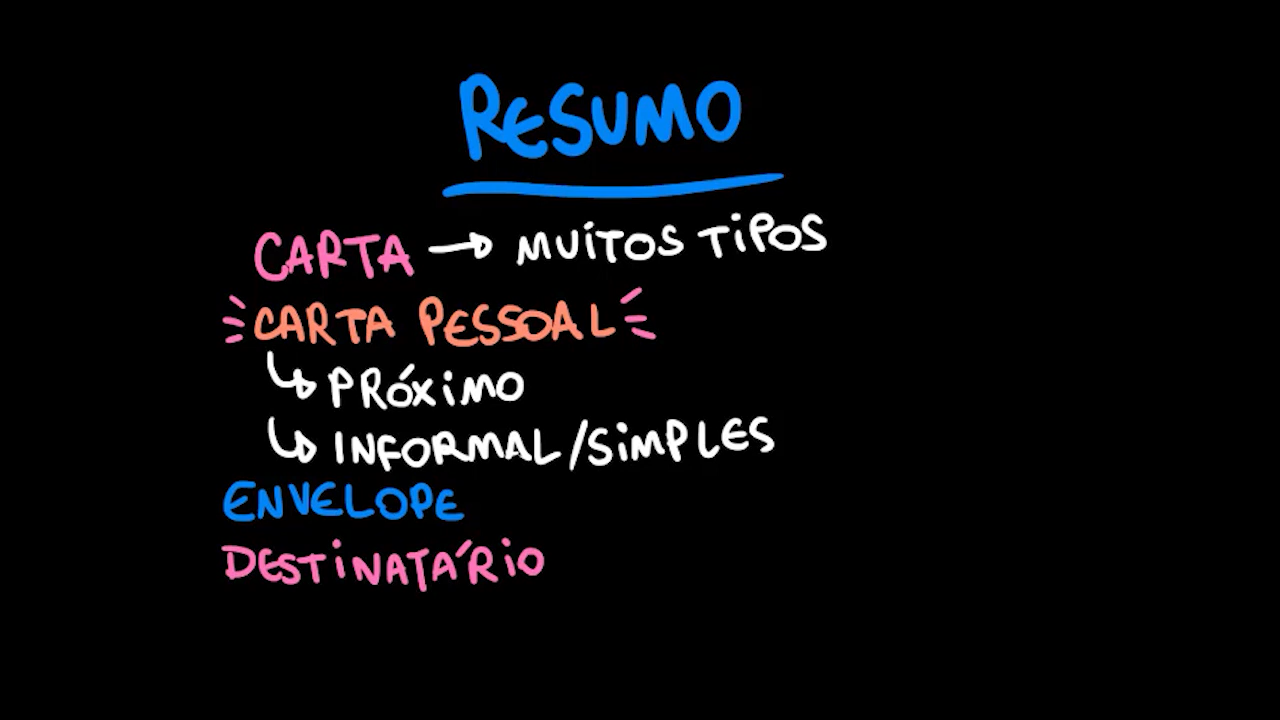 RESUMO
CARTA → MUITOS TIPOS
CARTA PESSOAL
↳ PRÓXIMO
↳ INFORMAL/SIMPLES
ENVELOPE
DESTINATÁRIO